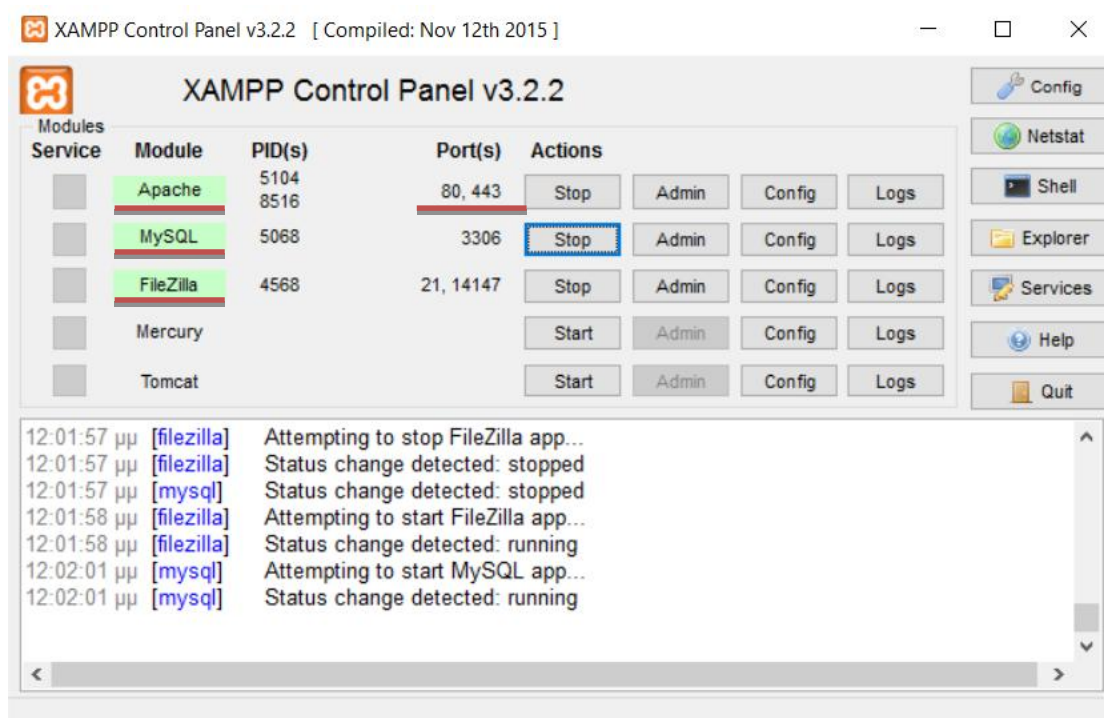 XAMPP Control Panel v3.2.2 [ Compiled: Nov 12th 2015 ]
XAMPP Control Panel v3.2.2
Config
Modules
Netstat
Service Module PID(s) Port(s) Actions
Apache 5104 8516 80, 443 Stop Admin Config Logs
Shell
MySQL 5068 3306 Stop Admin Config Logs
Explorer
FileZilla 4568 21, 14147 Stop Admin Config Logs
Services
Mercury Start Admin Config Logs
Help
Tomcat Start Admin Config Logs
Quit
12:01:57 μμ [filezilla] Attempting to stop FileZilla app...
12:01:57 μμ [filezilla] Status change detected: stopped
12:01:57 μμ [mysql] Status change detected: stopped
12:01:58 μμ [filezilla] Attempting to start FileZilla app...
12:01:58 μμ [filezilla] Status change detected: running
12:02:01 μμ [mysql] Attempting to start MySQL app...
12:02:01 μμ [mysql] Status change detected: running